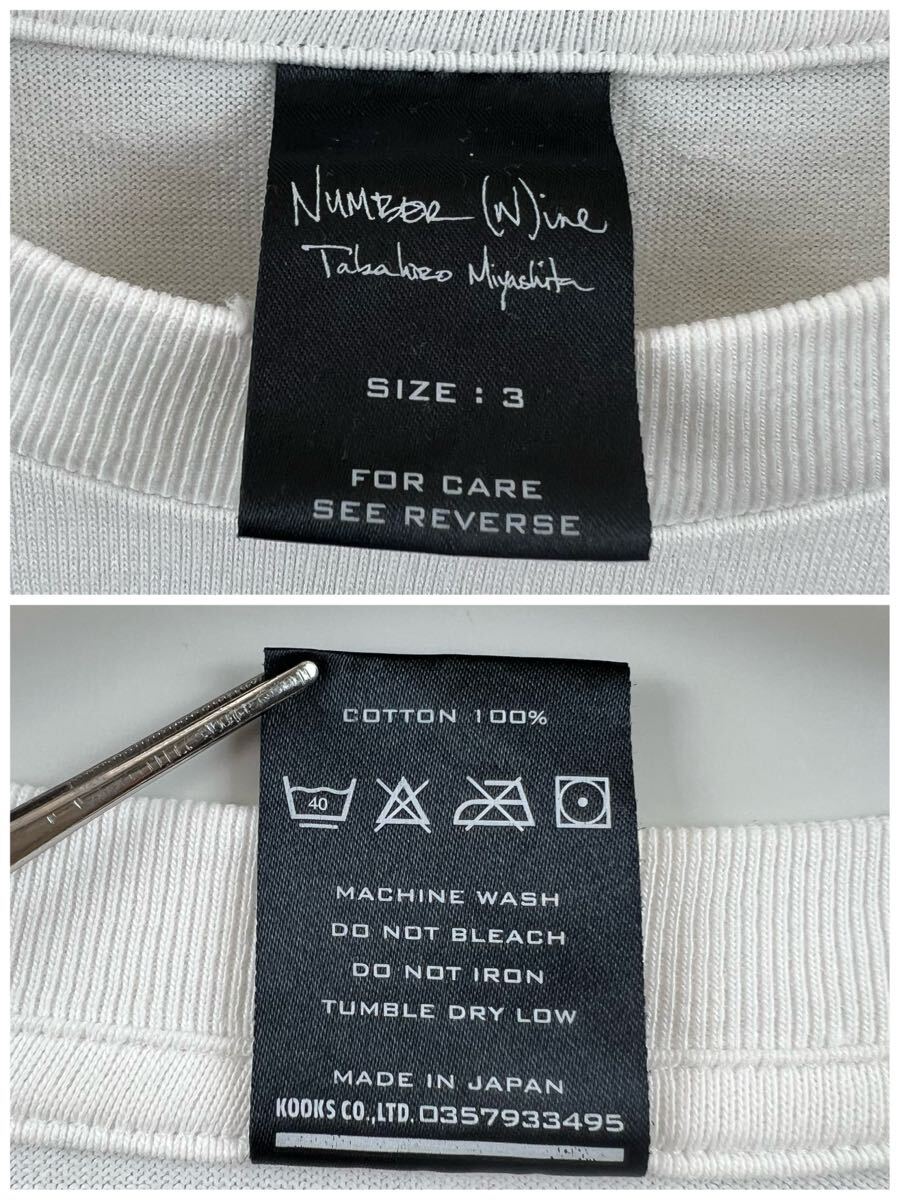 NUMBER (N)ine
Takahiro Miyashita
SIZE : 3
FOR CARE
SEE REVERSE
COTTON 100%
40
MACHINE WASH
DO NOT BLEACH
DO NOT IRON
TUMBLE DRY LOW
MADE IN JAPAN
KOOKS CO.,LTD. 0357933495